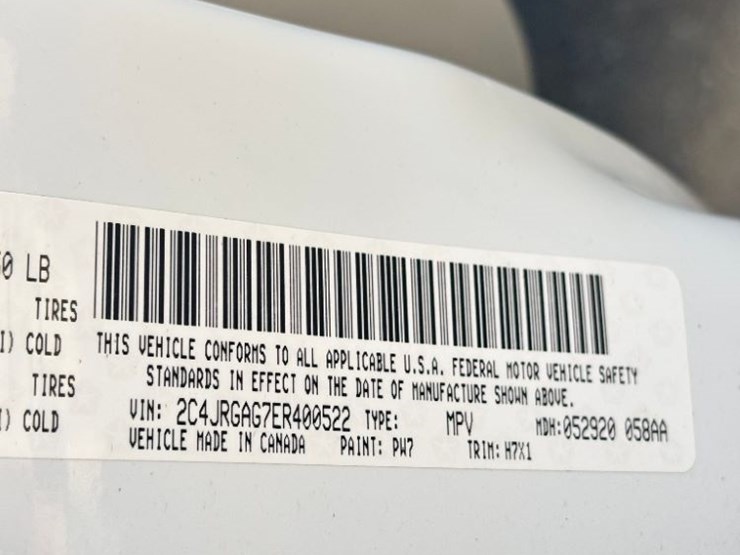 0 LB
TIRES
I) COLD
TIRES
I) COLD
THIS VEHICLE CONFORMS TO ALL APPLICABLE U.S.A. FEDERAL MOTOR VEHICLE SAFETY
STANDARDS IN EFFECT ON THE DATE OF MANUFACTURE SHOWN ABOVE.
VIN: 2C4JRGAG7ER400522 TYPE: MPV MDH:052920 058AA
VEHICLE MADE IN CANADA PAINT: PW7 TRIM: H7X1